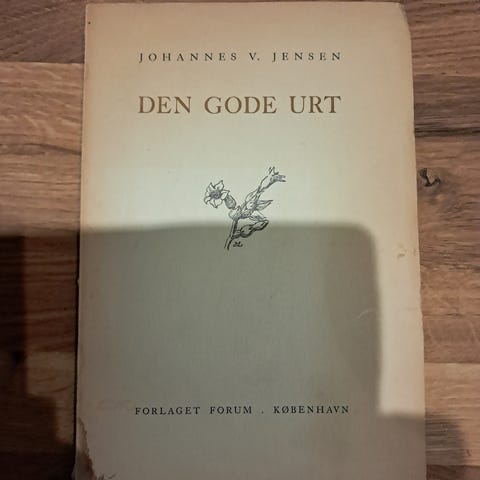 JOHANNES V. JENSEN
DEN GODE URT
FORLAGET FORUM . KØBENHAVN